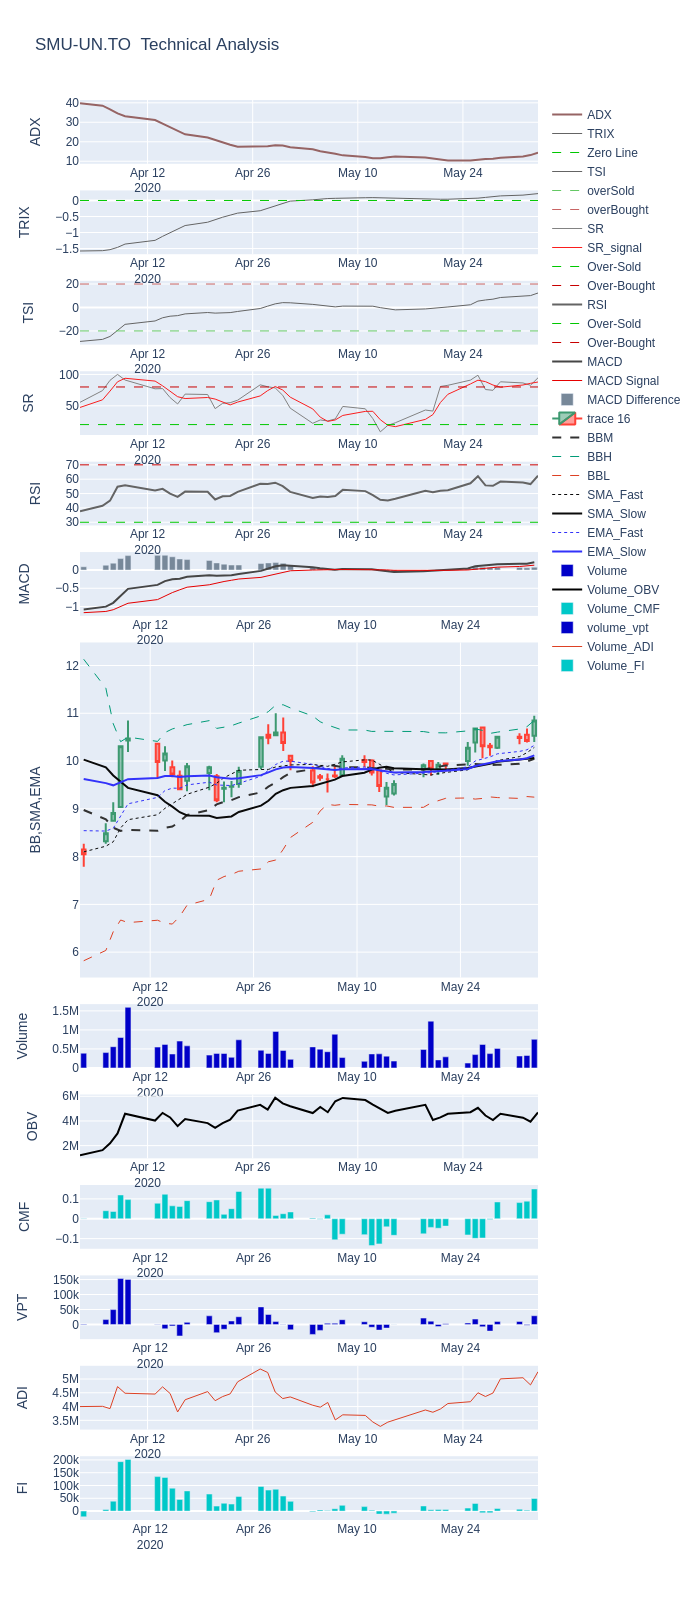 SMU-UN.TO  Technical Analysis
40
30
20
10
ADX
Apr 12
2020
Apr 26
May 10
May 24
0
−0.5
−1
−1.5
TRIX
Apr 12
2020
Apr 26
May 10
May 24
20
0
−20
TSI
Apr 12
2020
Apr 26
May 10
May 24
100
50
SR
Apr 12
2020
Apr 26
May 10
May 24
70
60
50
40
30
RSI
Apr 12
2020
Apr 26
May 10
May 24
0
−0.5
−1
MACD
Apr 12
2020
Apr 26
May 10
May 24
12
11
10
9
8
7
6
BB,SMA,EMA
Apr 12
2020
Apr 26
May 10
May 24
1.5M
1M
0.5M
0
Volume
Apr 12
2020
Apr 26
May 10
May 24
6M
4M
2M
OBV
Apr 12
2020
Apr 26
May 10
May 24
0.1
0
−0.1
CMF
Apr 12
2020
Apr 26
May 10
May 24
150k
100k
50k
0
VPT
Apr 12
2020
Apr 26
May 10
May 24
5M
4.5M
4M
3.5M
ADI
Apr 12
2020
Apr 26
May 10
May 24
200k
150k
100k
50k
0
FI
Apr 12
2020
Apr 26
May 10
May 24
ADX
TRIX
Zero Line
TSI
overSold
overBought
SR
SR_signal
Over-Sold
Over-Bought
RSI
Over-Sold
Over-Bought
MACD
MACD Signal
MACD Difference
trace 16
BBM
BBH
BBL
SMA_Fast
SMA_Slow
EMA_Fast
EMA_Slow
Volume
Volume_OBV
Volume_CMF
volume_vpt
Volume_ADI
Volume_FI